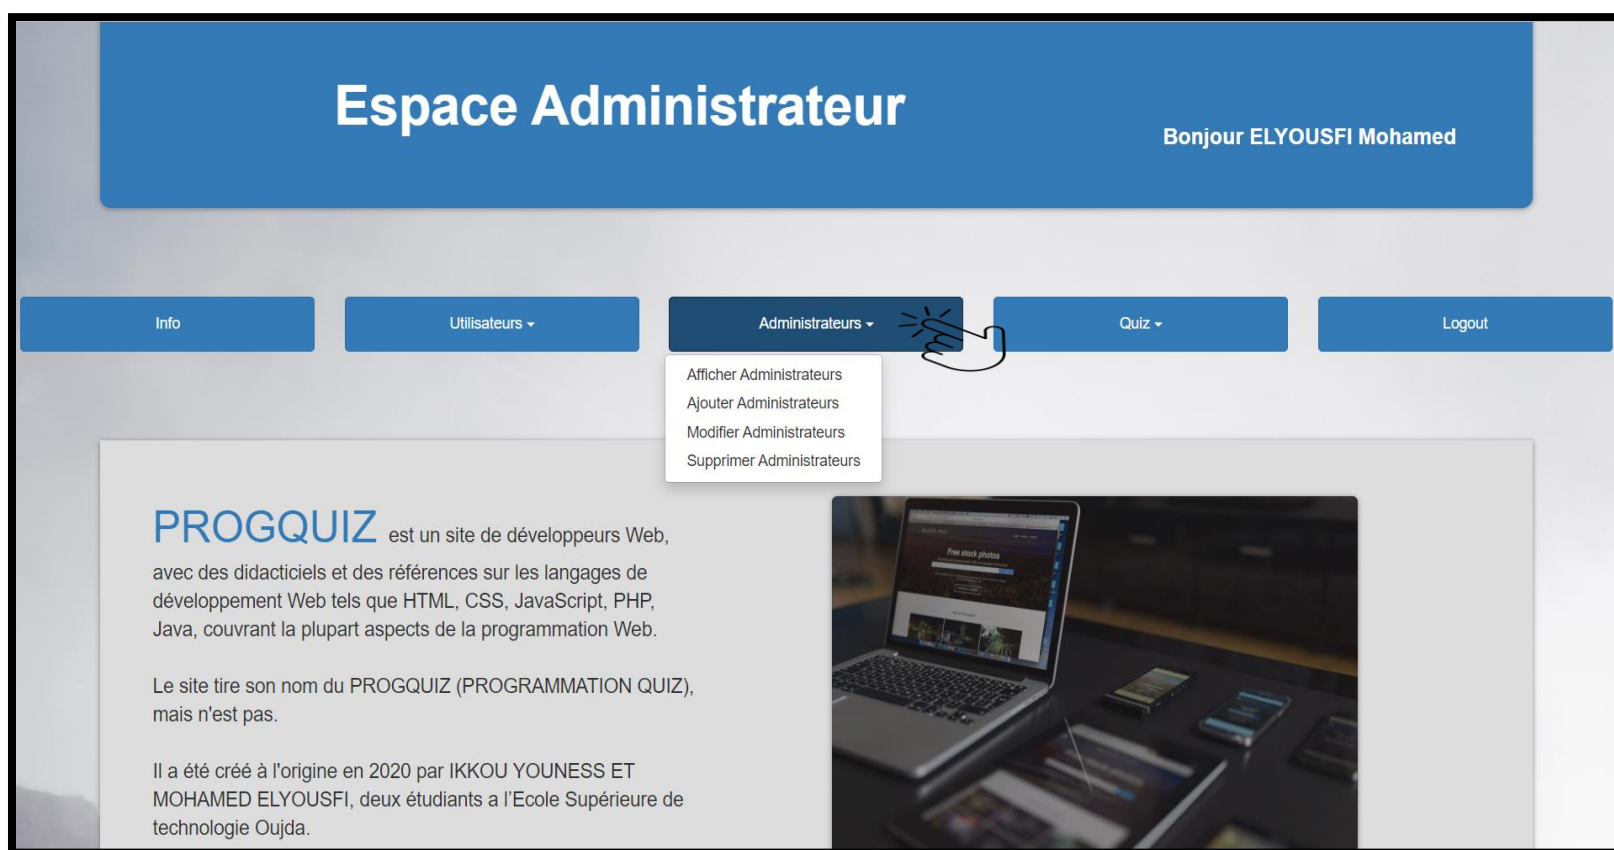 Espace Administrateur
Bonjour ELYOUSFI Mohamed
Info
Utilisateurs
Administrateurs
Quiz
Logout
Afficher Administrateurs
Ajouter Administrateurs
Modifier Administrateurs
Supprimer Administrateurs
PROGQUIZ est un site de développeurs Web,
avec des didacticiels et des références sur les langages de
développement Web tels que HTML, CSS, JavaScript, PHP,
Java, couvrant la plupart aspects de la programmation Web.
Le site tire son nom du PROGQUIZ (PROGRAMMATION QUIZ),
mais n'est pas.
Il a été créé à l'origine en 2020 par IKKOU YOUNESS ET
MOHAMED ELYOUSFI, deux étudiants a l’Ecole Supérieure de
technologie Oujda.
Free stock photos